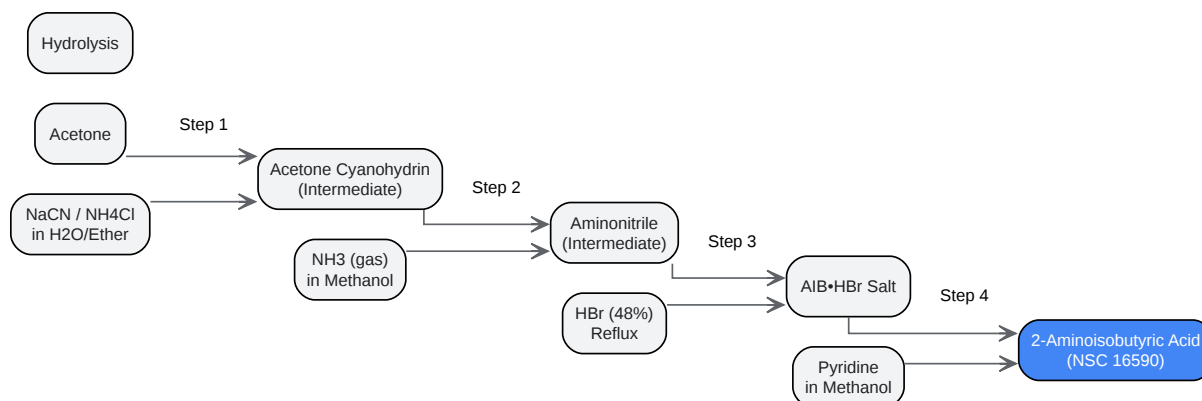 Hydrolysis
Acetone
Step 1
NaCN / NH4Cl
in H2O/Ether
Acetone Cyanohydrin
(Intermediate)
Step 2
NH3 (gas)
in Methanol
Aminonitrile
(Intermediate)
Step 3
HBr (48%)
Reflux
AIB•HBr Salt
Step 4
Pyridine
in Methanol
2-Aminoisobutyric Acid
(NSC 16590)